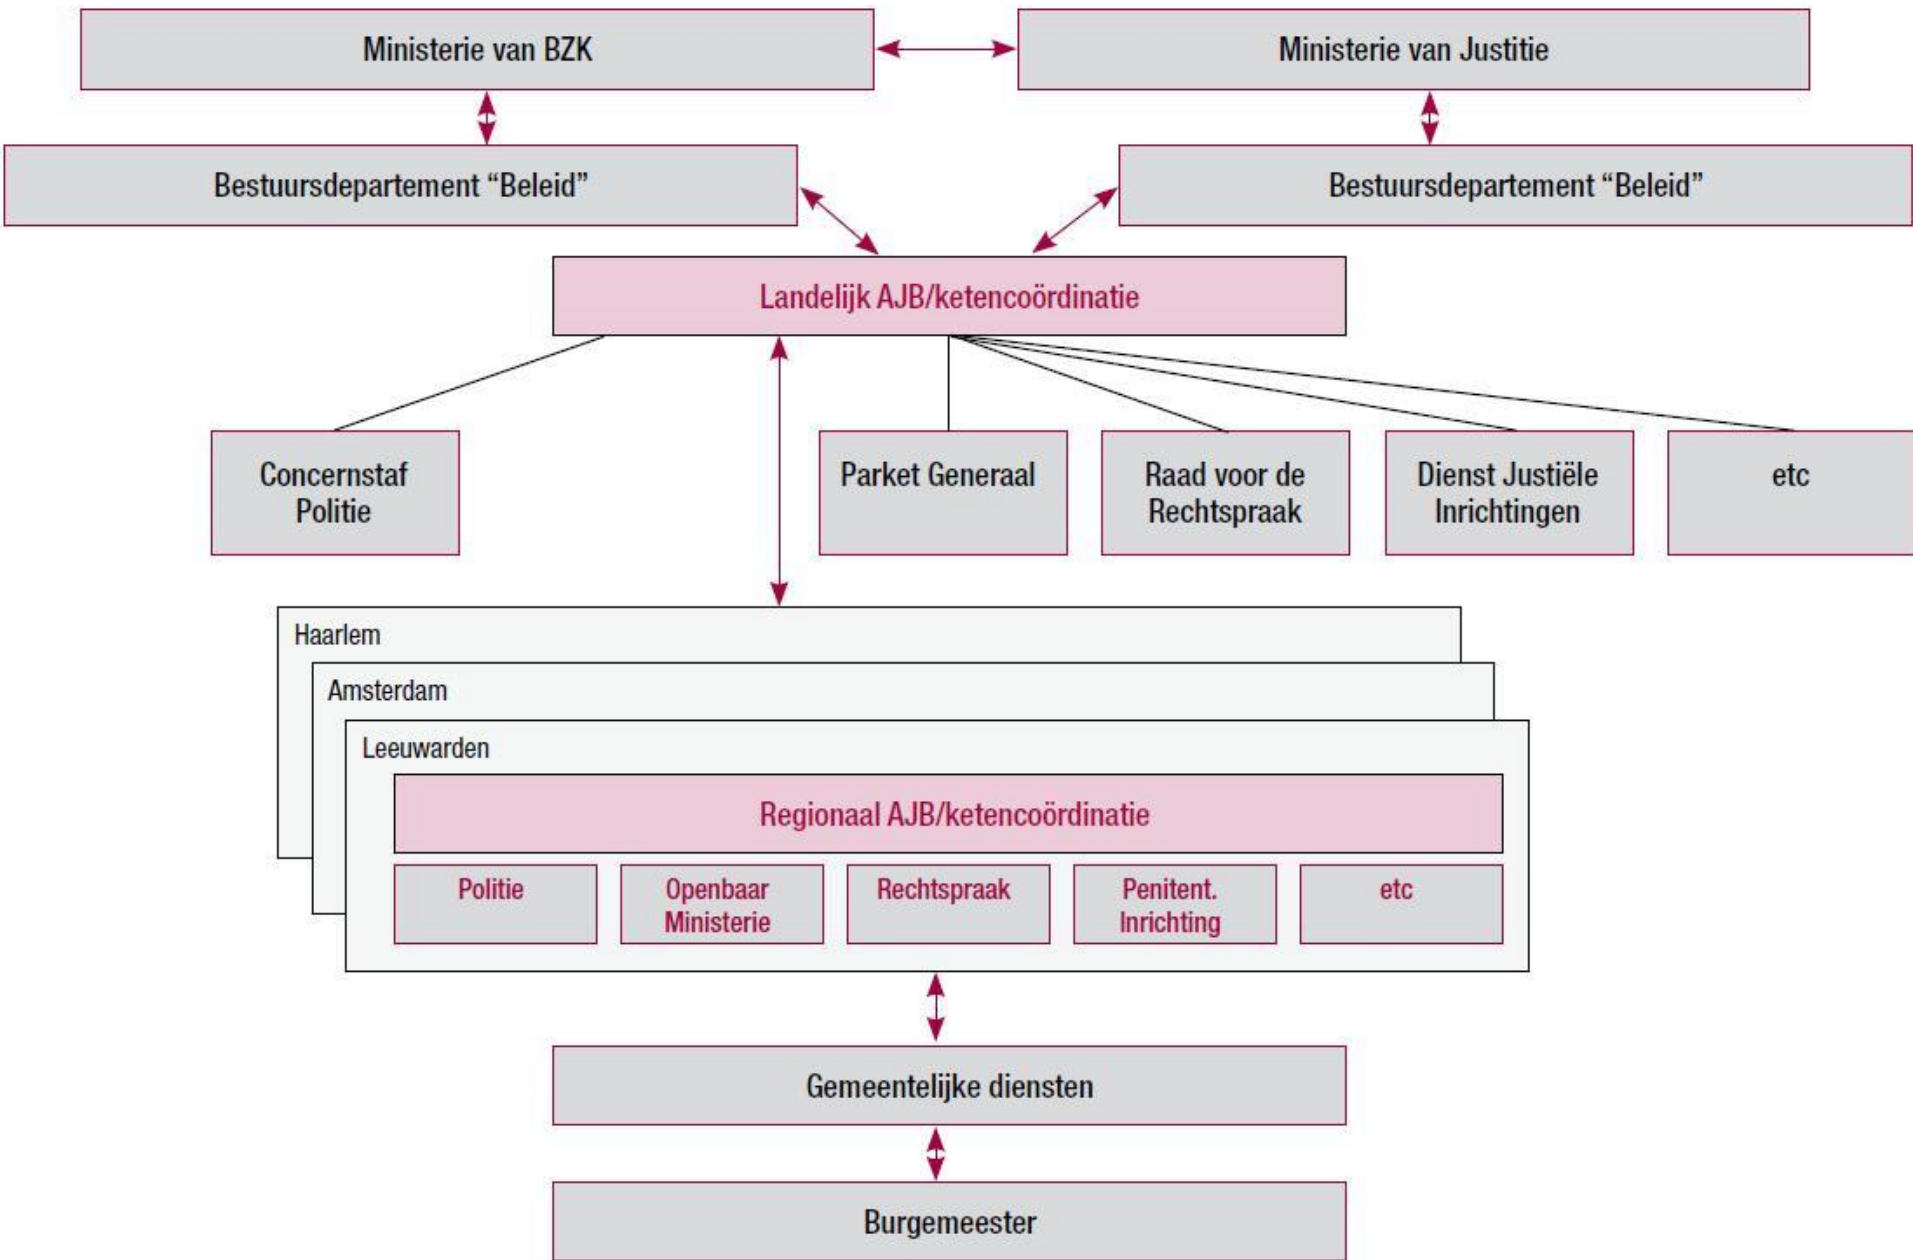 Ministerie van BZK
Ministerie van Justitie
Bestuursdepartement “Beleid”
Bestuursdepartement “Beleid”
Landelijk AJB/ketencoördinatie
Concernstaf
Politie
Parket Generaal
Raad voor de
Rechtspraak
Dienst Justiële
Inrichtingen
etc
Haarlem
Amsterdam
Leeuwarden
Regionaal AJB/ketencoördinatie
Politie
Openbaar
Ministerie
Rechtspraak
Penitent.
Inrichting
etc
Gemeentelijke diensten
Burgemeester